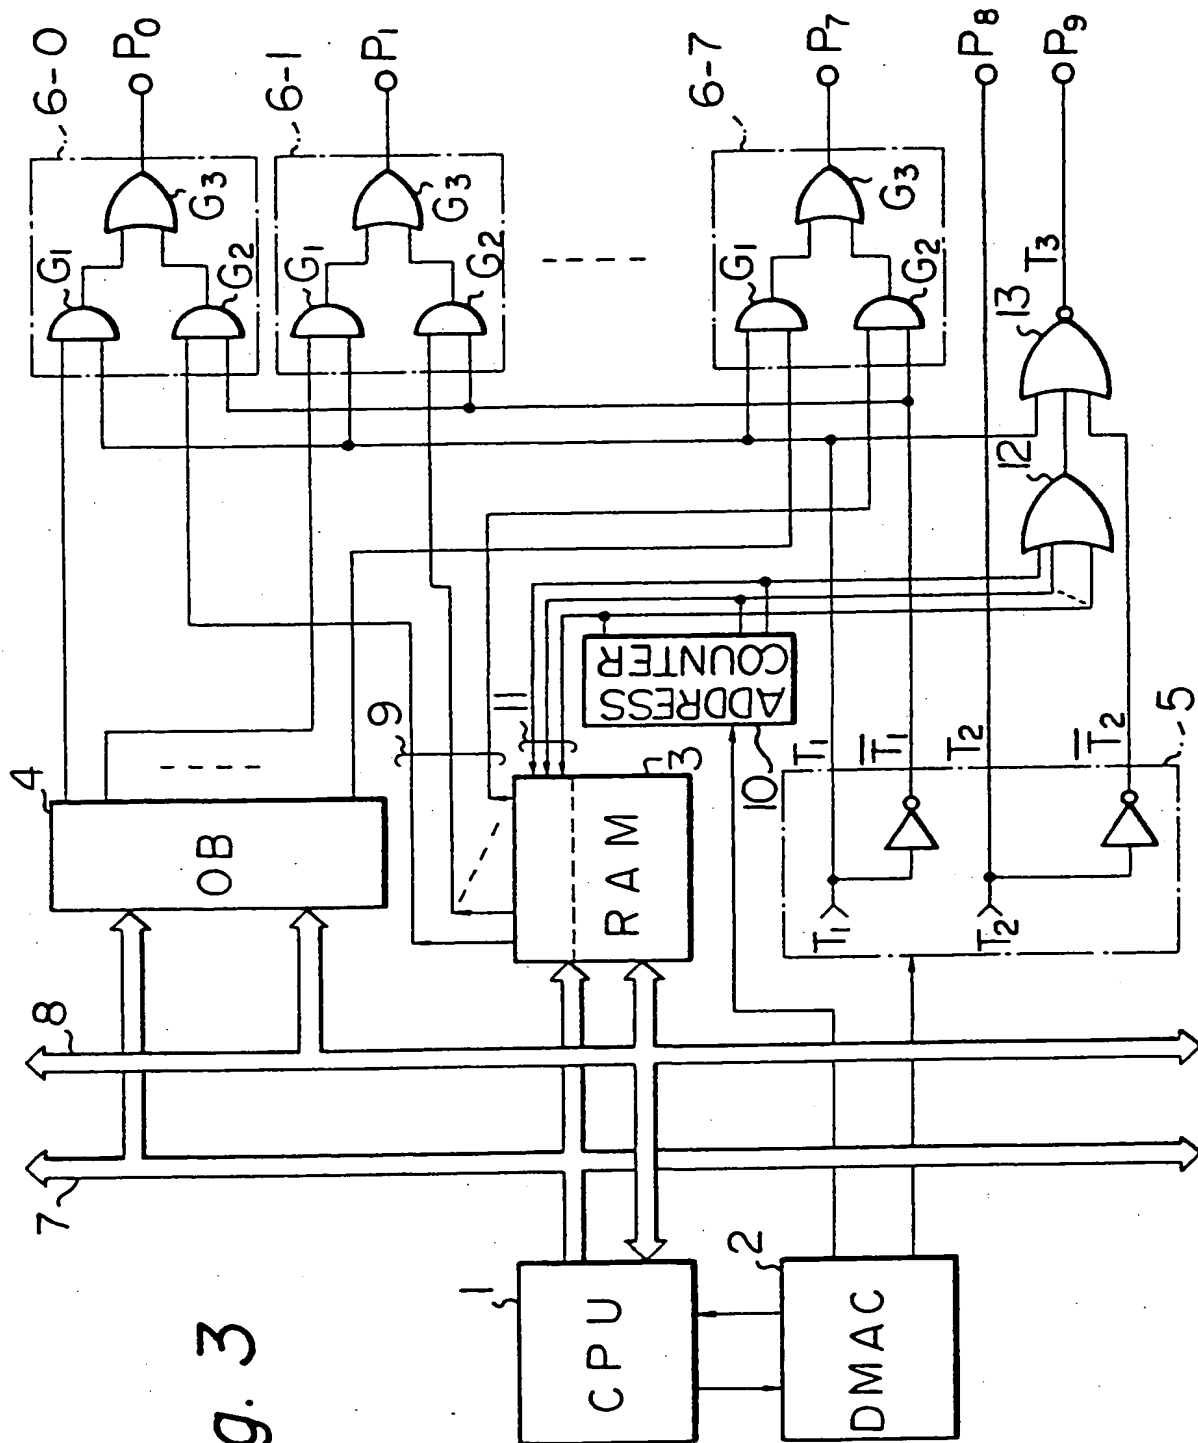 g. 3
1
CPU
2
DMAC
7
8
4
OB
9
11
RAM
3
10
ADDRESS
COUNTER
5
T1
T2
T1
T̅1̅
T2
T̅2̅
12
13
T3
6-0
G1
G2
G3
P0
6-1
G1
G2
G3
P1
6-7
G1
G2
G3
P7
P8
P9